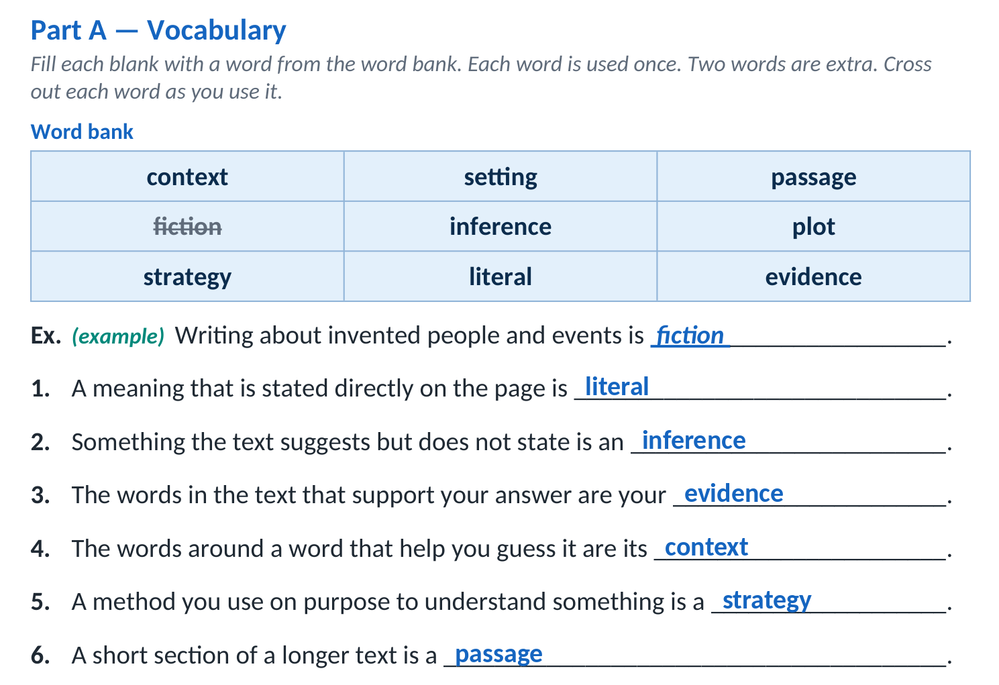 Part A — Vocabulary
Fill each blank with a word from the word bank. Each word is used once. Two words are extra. Cross
out each word as you use it.
Word bank
context setting passage
fiction inference plot
strategy literal evidence
Ex. (example) Writing about invented people and events is fiction.
1. A meaning that is stated directly on the page is literal.
2. Something the text suggests but does not state is an inference.
3. The words in the text that support your answer are your evidence.
4. The words around a word that help you guess it are its context.
5. A method you use on purpose to understand something is a strategy.
6. A short section of a longer text is a passage.